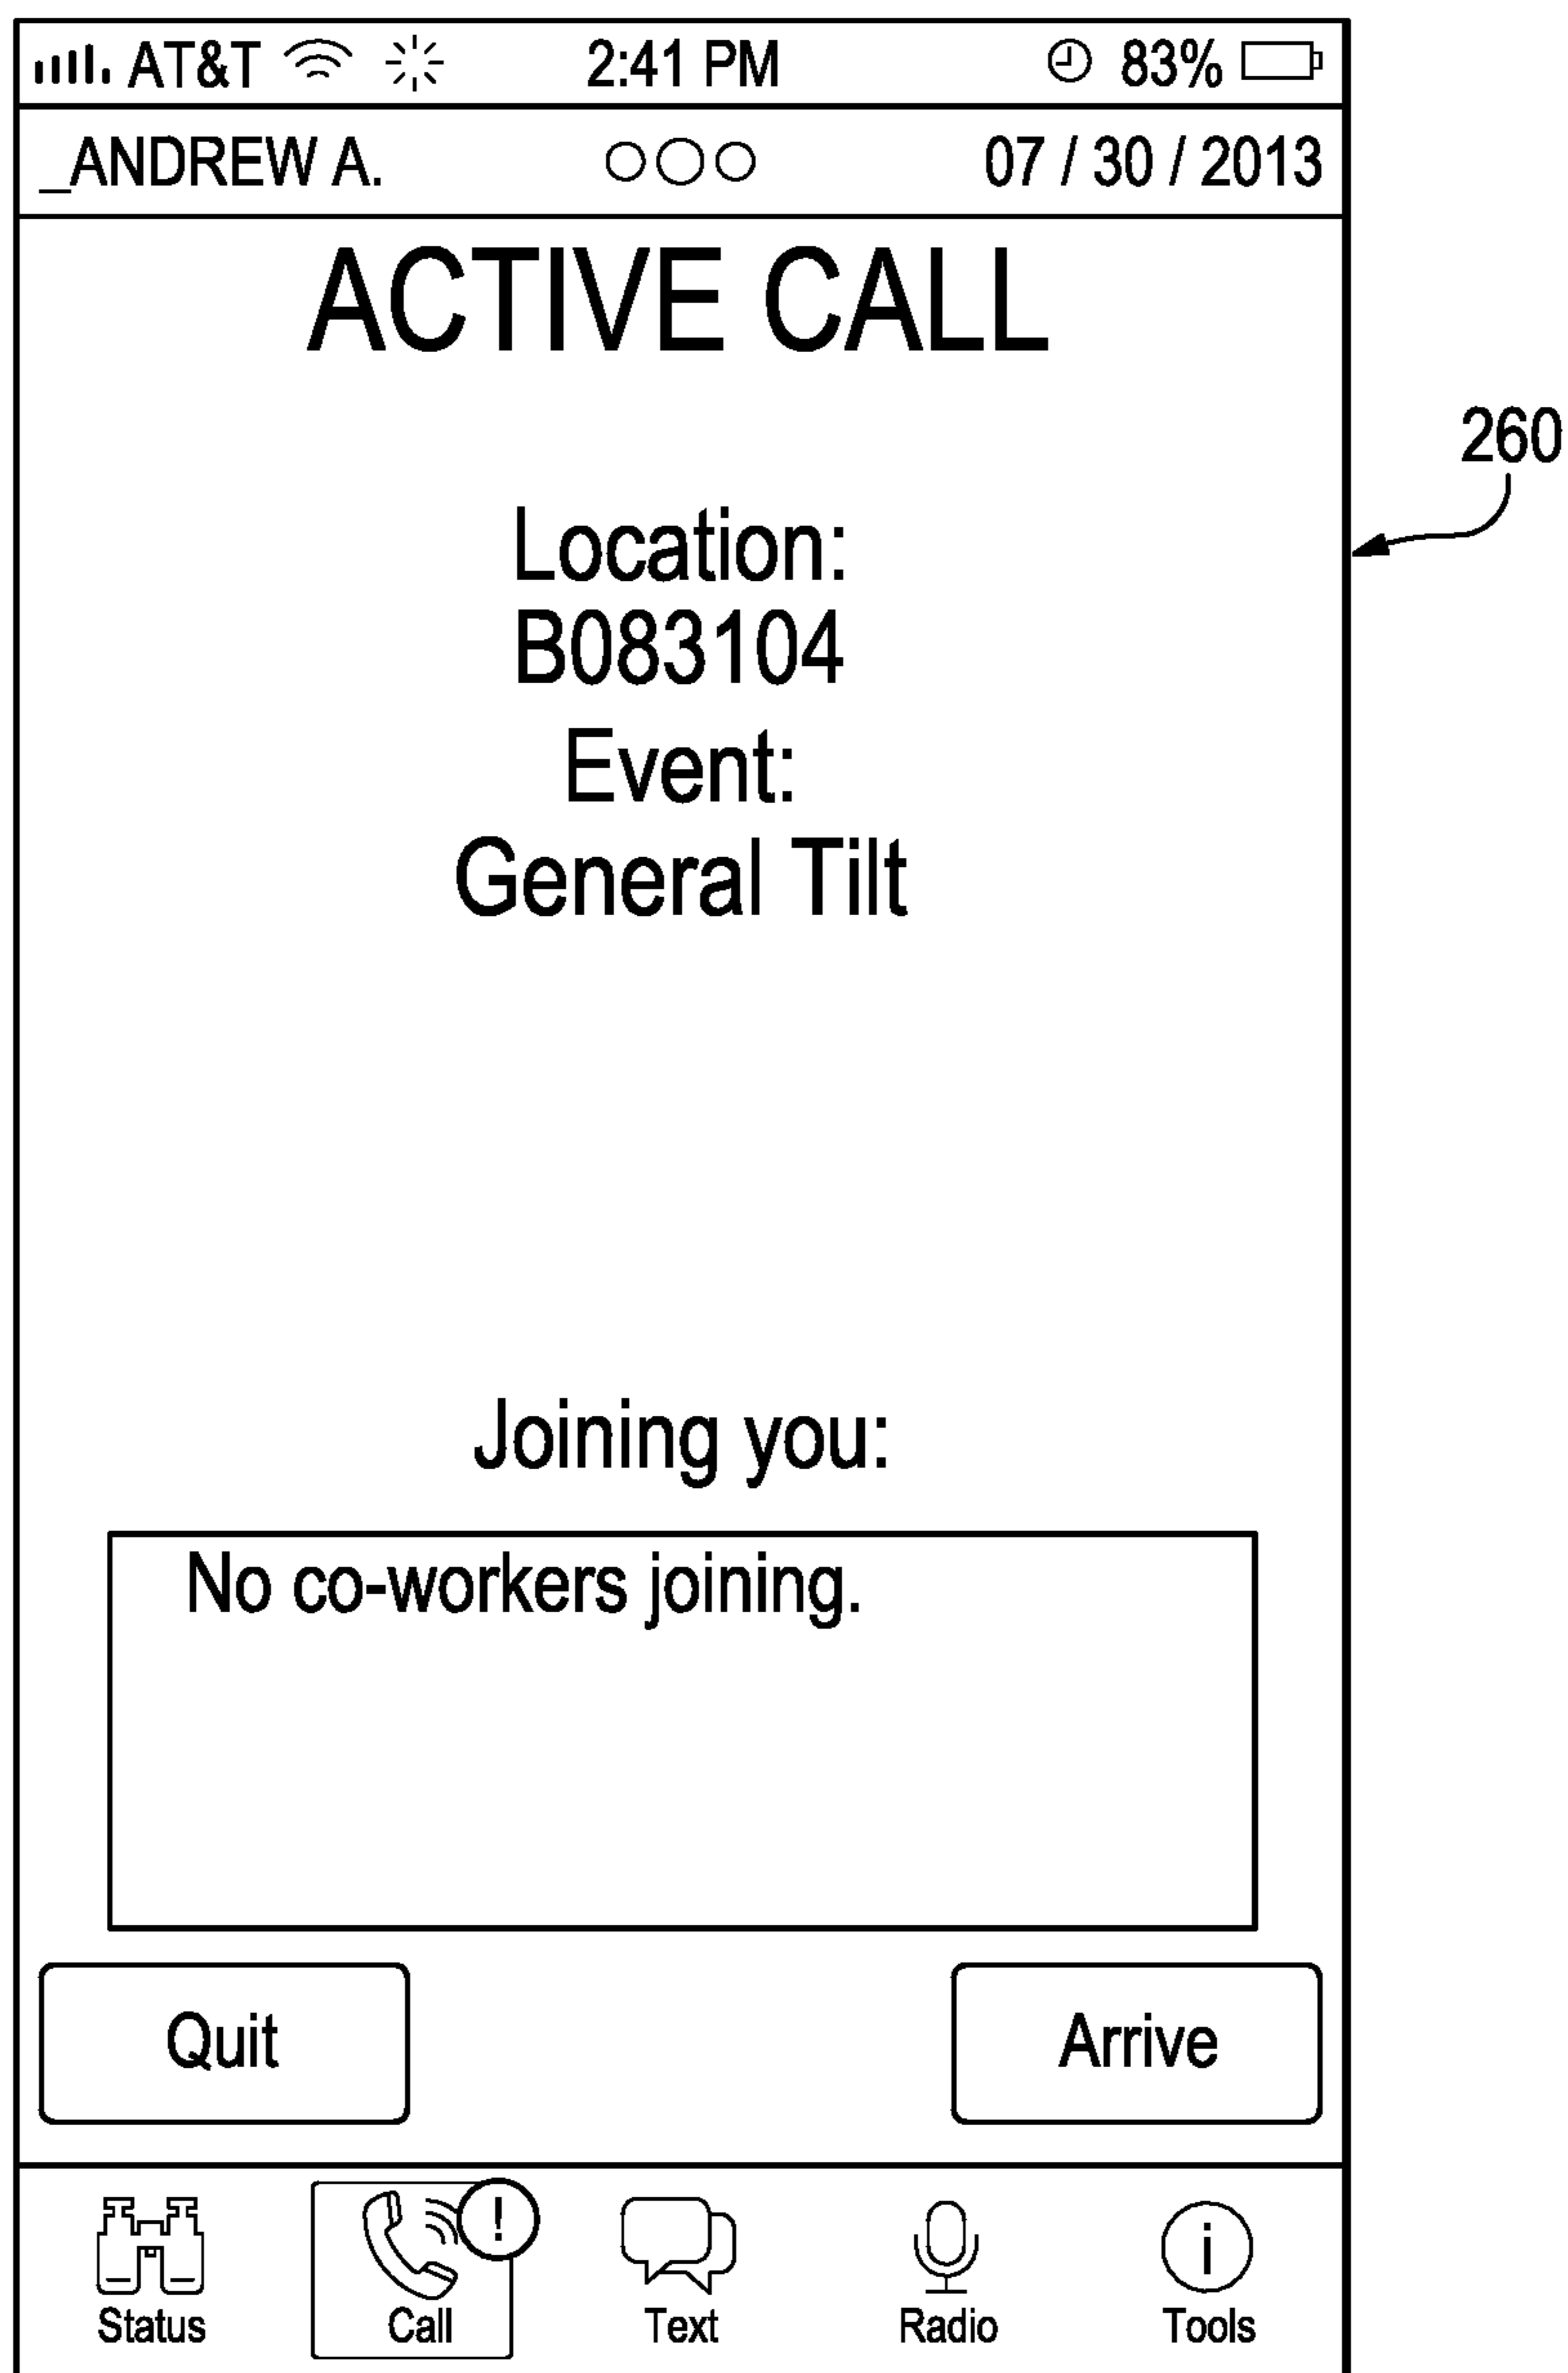 AT&T 2:41 PM 83%
_ANDREW A. 07 / 30 / 2013
ACTIVE CALL
260
Location:
B083104
Event:
General Tilt
Joining you:
No co-workers joining.
Quit Arrive
!
i
Status Call Text Radio Tools